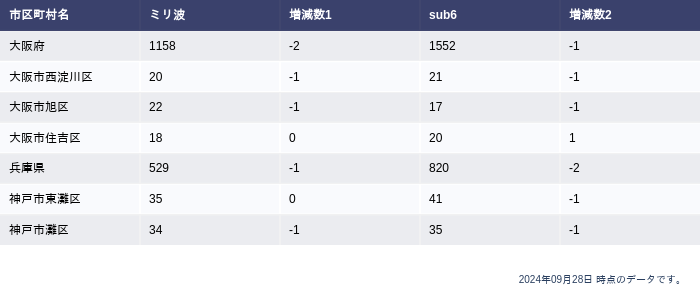 市区町村名 ミリ波 増減数1 sub6 増減数2
大阪府 1158 -2 1552 -1
大阪市西淀川区 20 -1 21 -1
大阪市旭区 22 -1 17 -1
大阪市住吉区 18 0 20 1
兵庫県 529 -1 820 -2
神戸市東灘区 35 0 41 -1
神戸市灘区 34 -1 35 -1
2024年09月28日 時点のデータです。